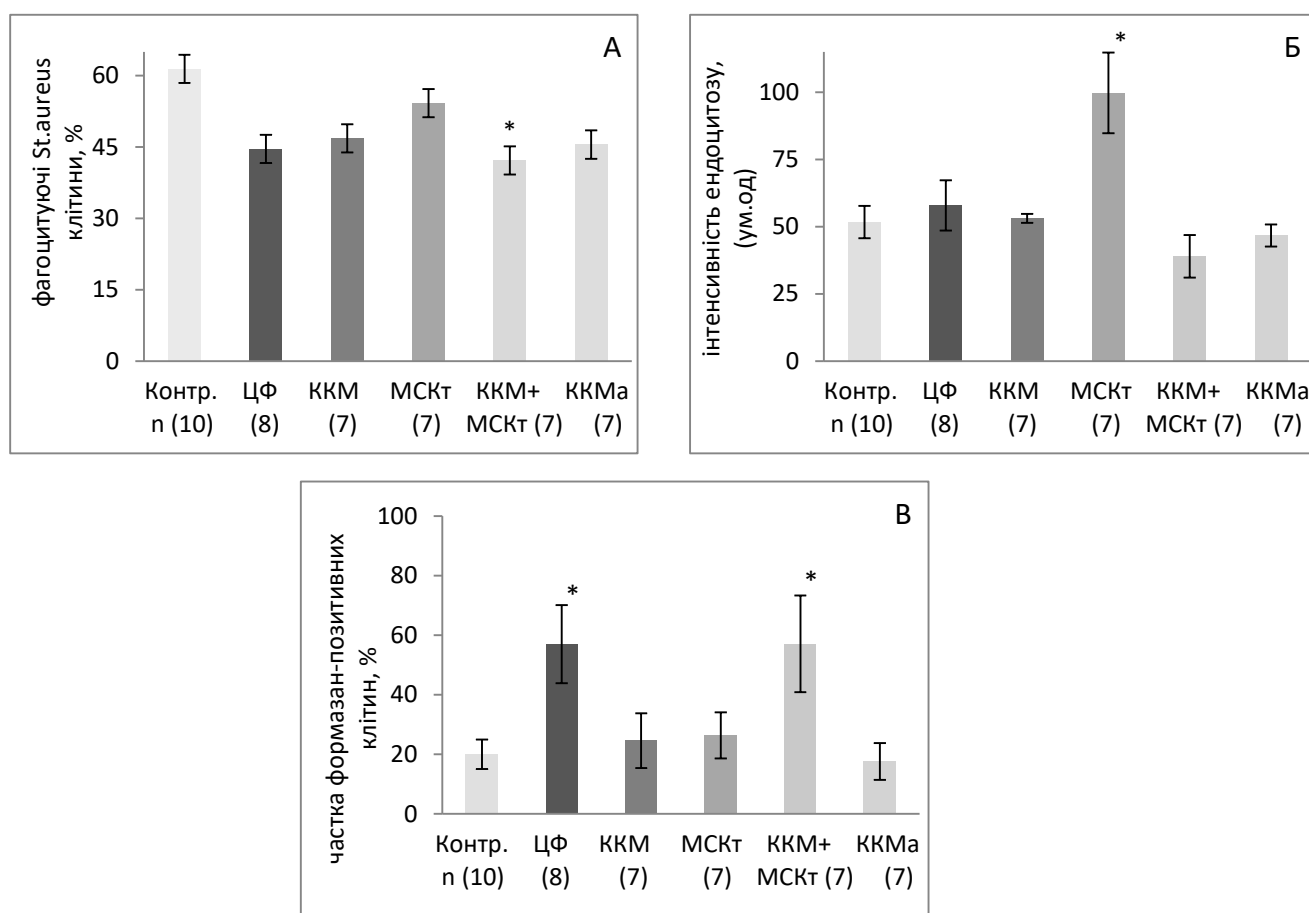 А
фагоцитуючі St.aureus
клітини, %
60
45
30
15
0
*
Контр. ЦФ ККМ МСКт ККМ+ ККМа
n (10) (8) (7) (7) МСКт (7) (7)
Б
інтенсивність ендоцитозу,
(ум.од)
100
75
50
25
0
*
Контр. ЦФ ККМ МСКт ККМ+ ККМа
n (10) (8) (7) (7) МСКт (7) (7)
В
частка формазан-позитивних
клітин, %
100
80
60
40
20
0
* *
Контр. ЦФ ККМ МСКт ККМ+ ККМа
n (10) (8) (7) (7) МСКт (7) (7)